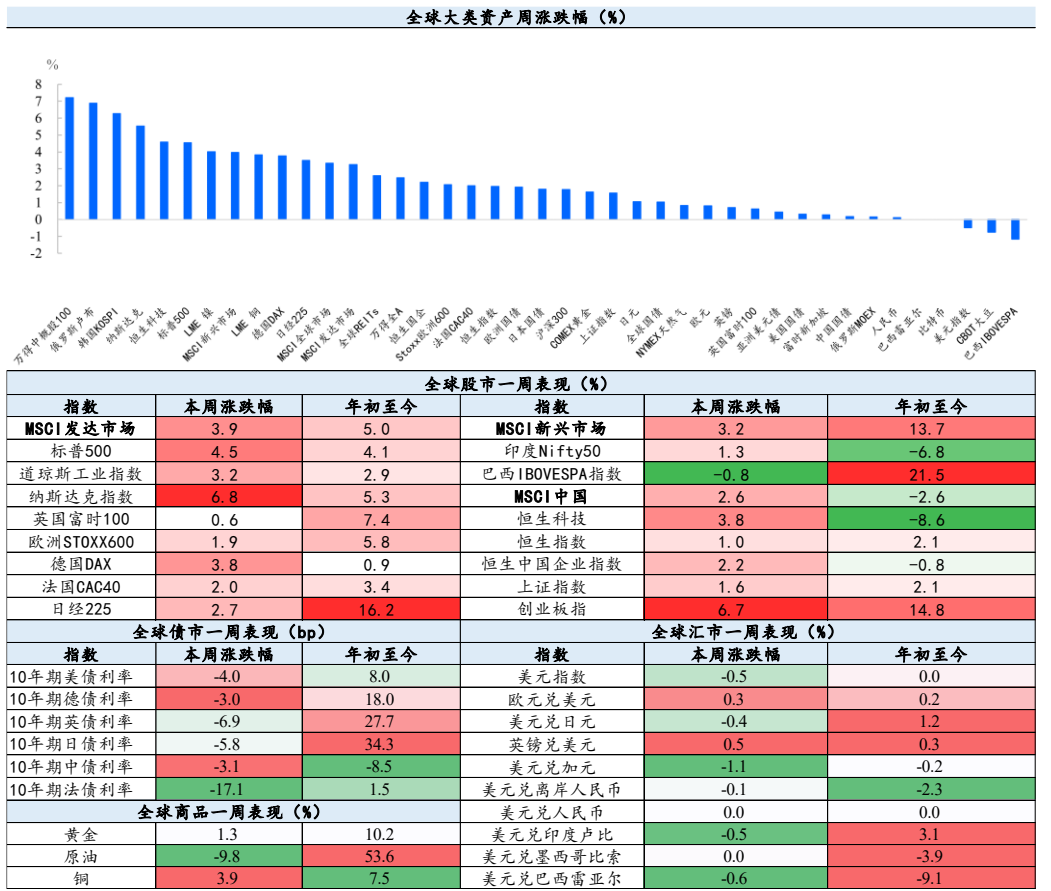 全球大类资产周涨跌幅（%）
%
8
7
6
5
4
3
2
1
0
-1
-2
万得中概股100
俄罗斯卢布
韩国KOSPI
纳斯达克
恒生科技
标普500
LME 镍
MSCI新兴市场
LME 铜
德国DAX
日经225
MSCI全球市场
MSCI发达市场
全球REITs
万得全A
恒生国企
Stoxx欧洲600
法国CAC40
恒生指数
欧洲国债
日本国债
沪深300
COMEX黄金
上证指数
日元
全球国债
NYMEX天然气
欧元
英镑
英国富时100
亚洲美元债
美国国债
富时新加坡
中国国债
俄罗斯MOEX
人民币
巴西雷亚尔
比特币
美元指数
CBOT大豆
巴西IBOVESPA
全球股市一周表现（%）
指数 本周涨跌幅 年初至今 指数 本周涨跌幅 年初至今
MSCI发达市场 3.9 5.0 MSCI新兴市场 3.2 13.7
标普500 4.5 4.1 印度Nifty50 1.3 -6.8
道琼斯工业指数 3.2 2.9 巴西IBOVESPA指数 -0.8 21.5
纳斯达克指数 6.8 5.3 MSCI中国 2.6 -2.6
英国富时100 0.6 7.4 恒生科技 3.8 -8.6
欧洲STOXX600 1.9 5.8 恒生指数 1.0 2.1
德国DAX 3.8 0.9 恒生中国企业指数 2.2 -0.8
法国CAC40 2.0 3.4 上证指数 1.6 2.1
日经225 2.7 16.2 创业板指 6.7 14.8
全球债市一周表现（bp） 全球汇市一周表现（%）
指数 本周涨跌幅 年初至今 指数 本周涨跌幅 年初至今
10年期美债利率 -4.0 8.0 美元指数 -0.5 0.0
10年期德债利率 -3.0 18.0 欧元兑美元 0.3 0.2
10年期英债利率 -6.9 27.7 美元兑日元 -0.4 1.2
10年期日债利率 -5.8 34.3 英镑兑美元 0.5 0.3
10年期中债利率 -3.1 -8.5 美元兑加元 -1.1 -0.2
10年期法债利率 -17.1 1.5 美元兑离岸人民币 -0.1 -2.3
全球商品一周表现（%） 美元兑人民币 0.0 0.0
黄金 1.3 10.2 美元兑印度卢比 -0.5 3.1
原油 -9.8 53.6 美元兑墨西哥比索 0.0 -3.9
铜 3.9 7.5 美元兑巴西雷亚尔 -0.6 -9.1